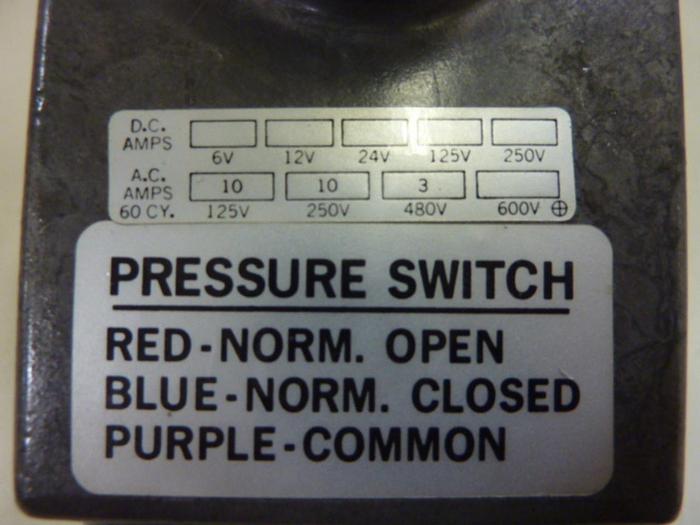 D.C.
AMPS
6V 12V 24V 125V 250V
A.C.
AMPS 10 10 3
60 CY. 125V 250V 480V 600V
PRESSURE SWITCH
RED-NORM. OPEN
BLUE-NORM. CLOSED
PURPLE-COMMON